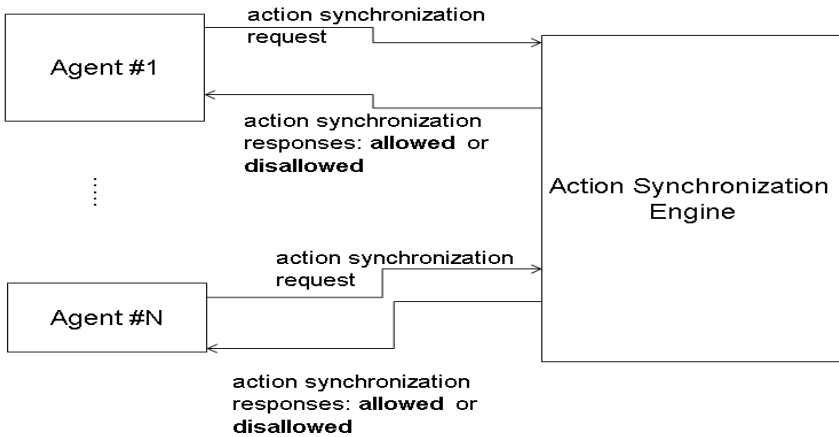 action synchronization
request
Agent #1
action synchronization
responses: allowed or
disallowed
Action Synchronization
Engine
action synchronization
request
Agent #N
action synchronization
responses: allowed or
disallowed